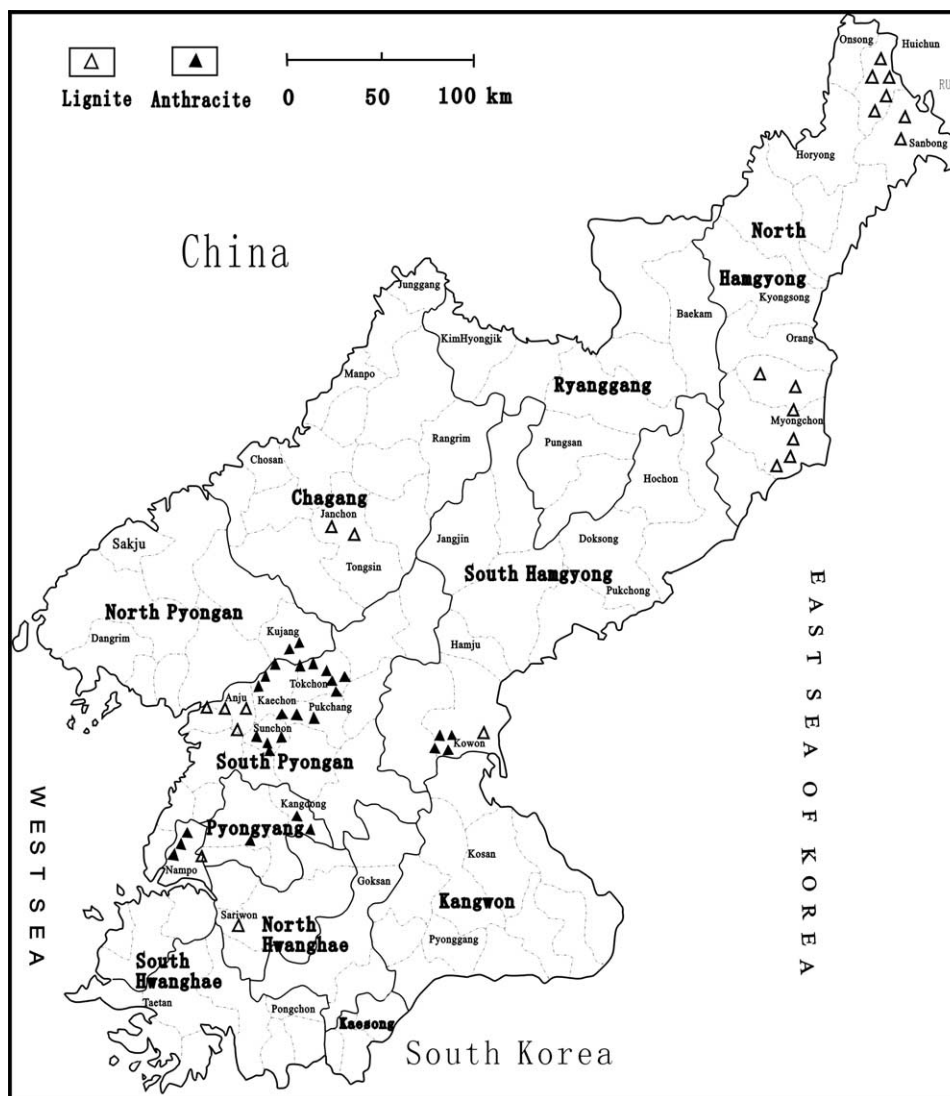 Lignite
Anthracite
0 50 100 km
Onsong
Huichun
RU
Sanbong
Horyong
North
Hamgyong
China
Kyongsong
Junggang
Baekam
KimHyongjik
Orang
Manpo
Ryanggang
Myongchon
Rangrim
Pungsan
Chosan
Hochon
Chagang
Janchon
Jangjin
Doksong
Sakju
Tongsin
South Hamgyong
Pukchong
North Pyongan
Dangrim
Kujang
Hamju
Tokchon
Anju
Kaechon
Pukchang
Sunchon
Kowon
South Pyongan
Kangdong
Pyongyang
Kosan
Nampo
Goksan
Kangwon
Sariwon
North
Hwanghae
Pyonggang
South
Hwanghae
Taetan
Pongchon
Kaesong
South Korea
WEST SEA
EAST SEA OF KOREA